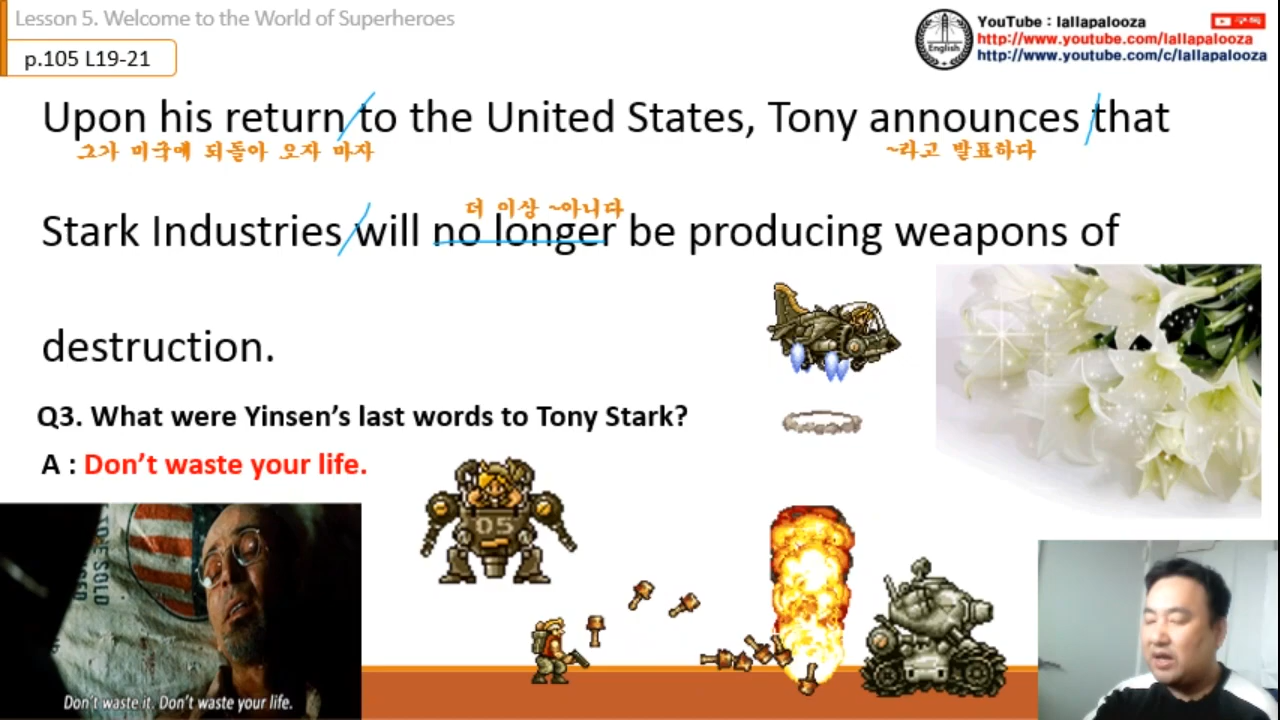 Lesson 5. Welcome to the World of Superheroes
p.105 L19-21
English
YouTube : lallapalooza
구독
http://www.youtube.com/lallapalooza
http://www.youtube.com/c/lallapalooza
Upon his return to the United States, Tony announces that
그가 미국에 되돌아 오자 마자
~라고 발표하다
더 이상 ~아니다
Stark Industries will no longer be producing weapons of
destruction.
Q3. What were Yinsen's last words to Tony Stark?
A : Don't waste your life.
05
Don't waste it. Don't waste your life.